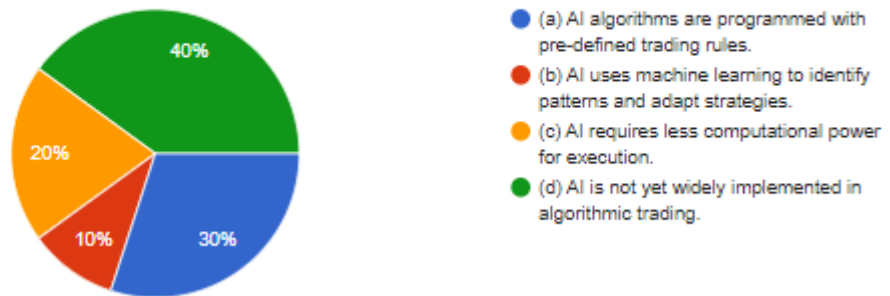 40%
20%
10%
30%
(a) AI algorithms are programmed with
pre-defined trading rules.
(b) AI uses machine learning to identify
patterns and adapt strategies.
(c) AI requires less computational power
for execution.
(d) AI is not yet widely implemented in
algorithmic trading.